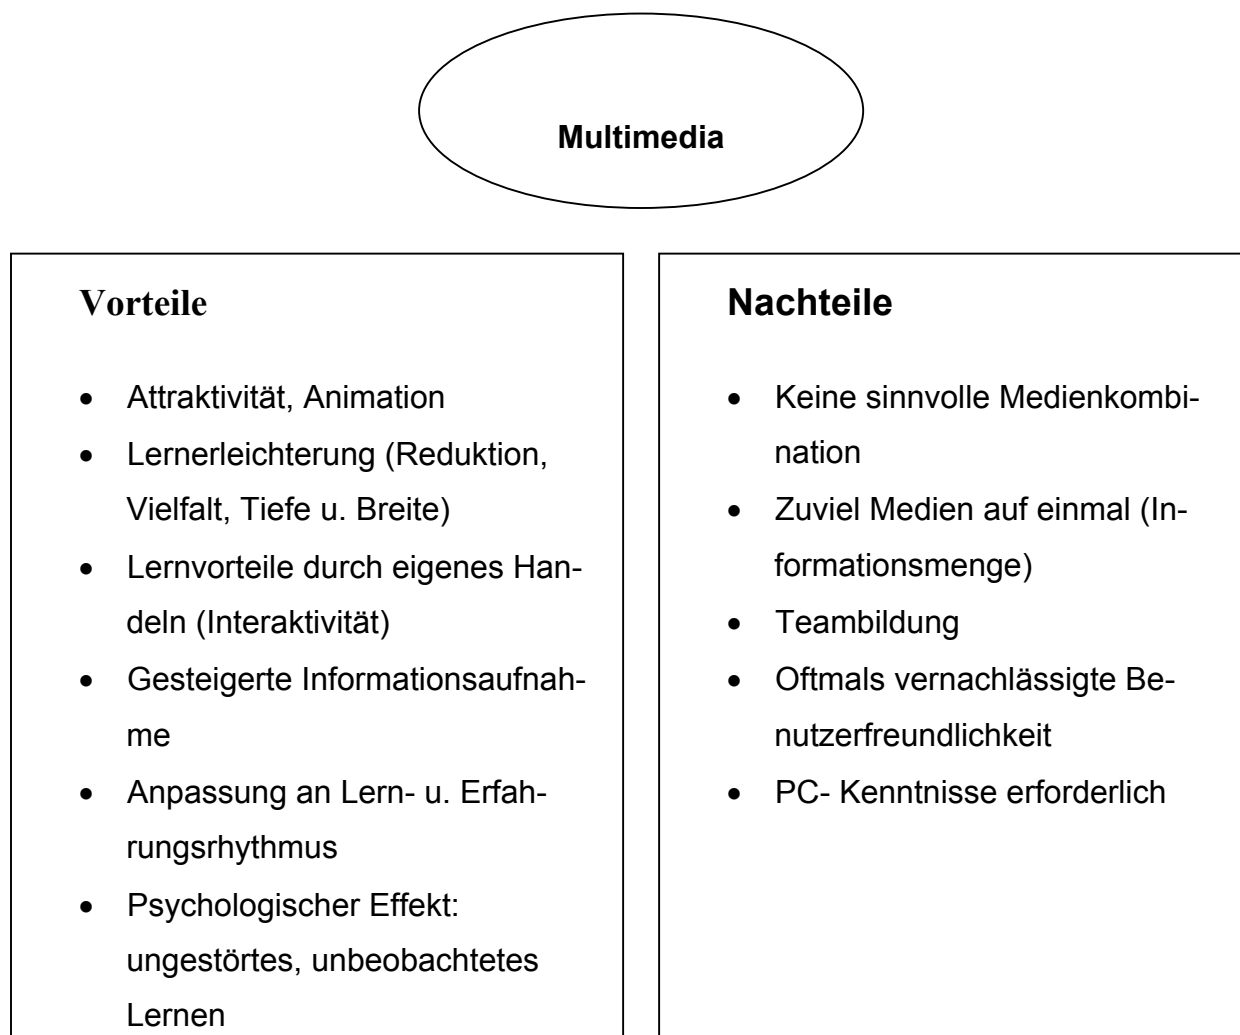 Multimedia
Vorteile
• Attraktivität, Animation
• Lernerleichterung (Reduktion,
Vielfalt, Tiefe u. Breite)
• Lernvorteile durch eigenes Han-
deln (Interaktivität)
• Gesteigerte Informationsaufnah-
me
• Anpassung an Lern- u. Erfah-
rungsrhythmus
• Psychologischer Effekt:
ungestörtes, unbeobachtetes
Lernen
Nachteile
• Keine sinnvolle Medienkombi-
nation
• Zuviel Medien auf einmal (In-
formationsmenge)
• Teambildung
• Oftmals vernachlässigte Be-
nutzerfreundlichkeit
• PC- Kenntnisse erforderlich